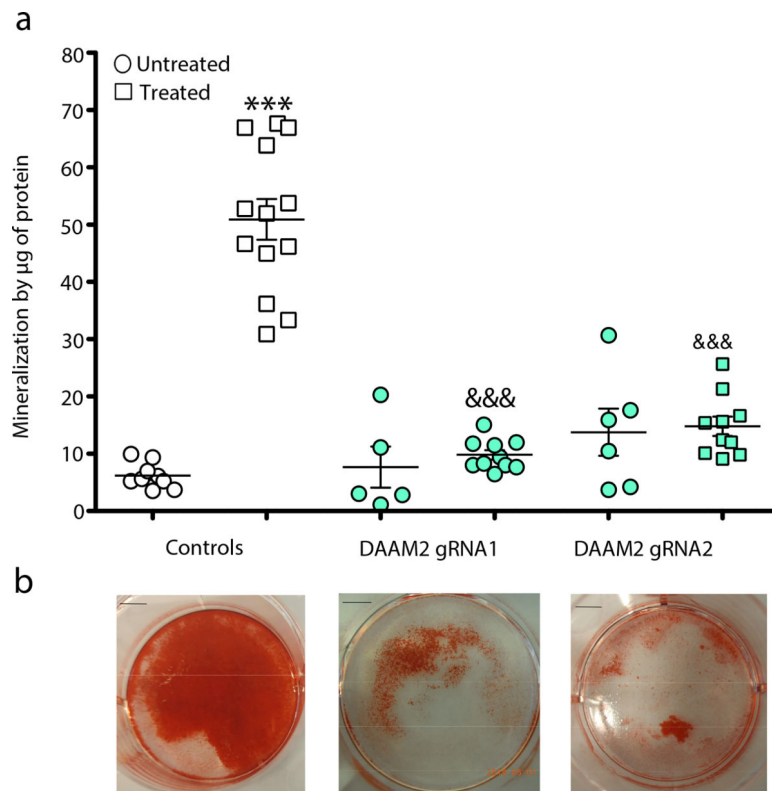 a
80
70
60
50
40
30
20
10
0
Mineralization by µg of protein
Untreated
Treated
***
&&&
&&&
Controls
DAAM2 gRNA1
DAAM2 gRNA2
b